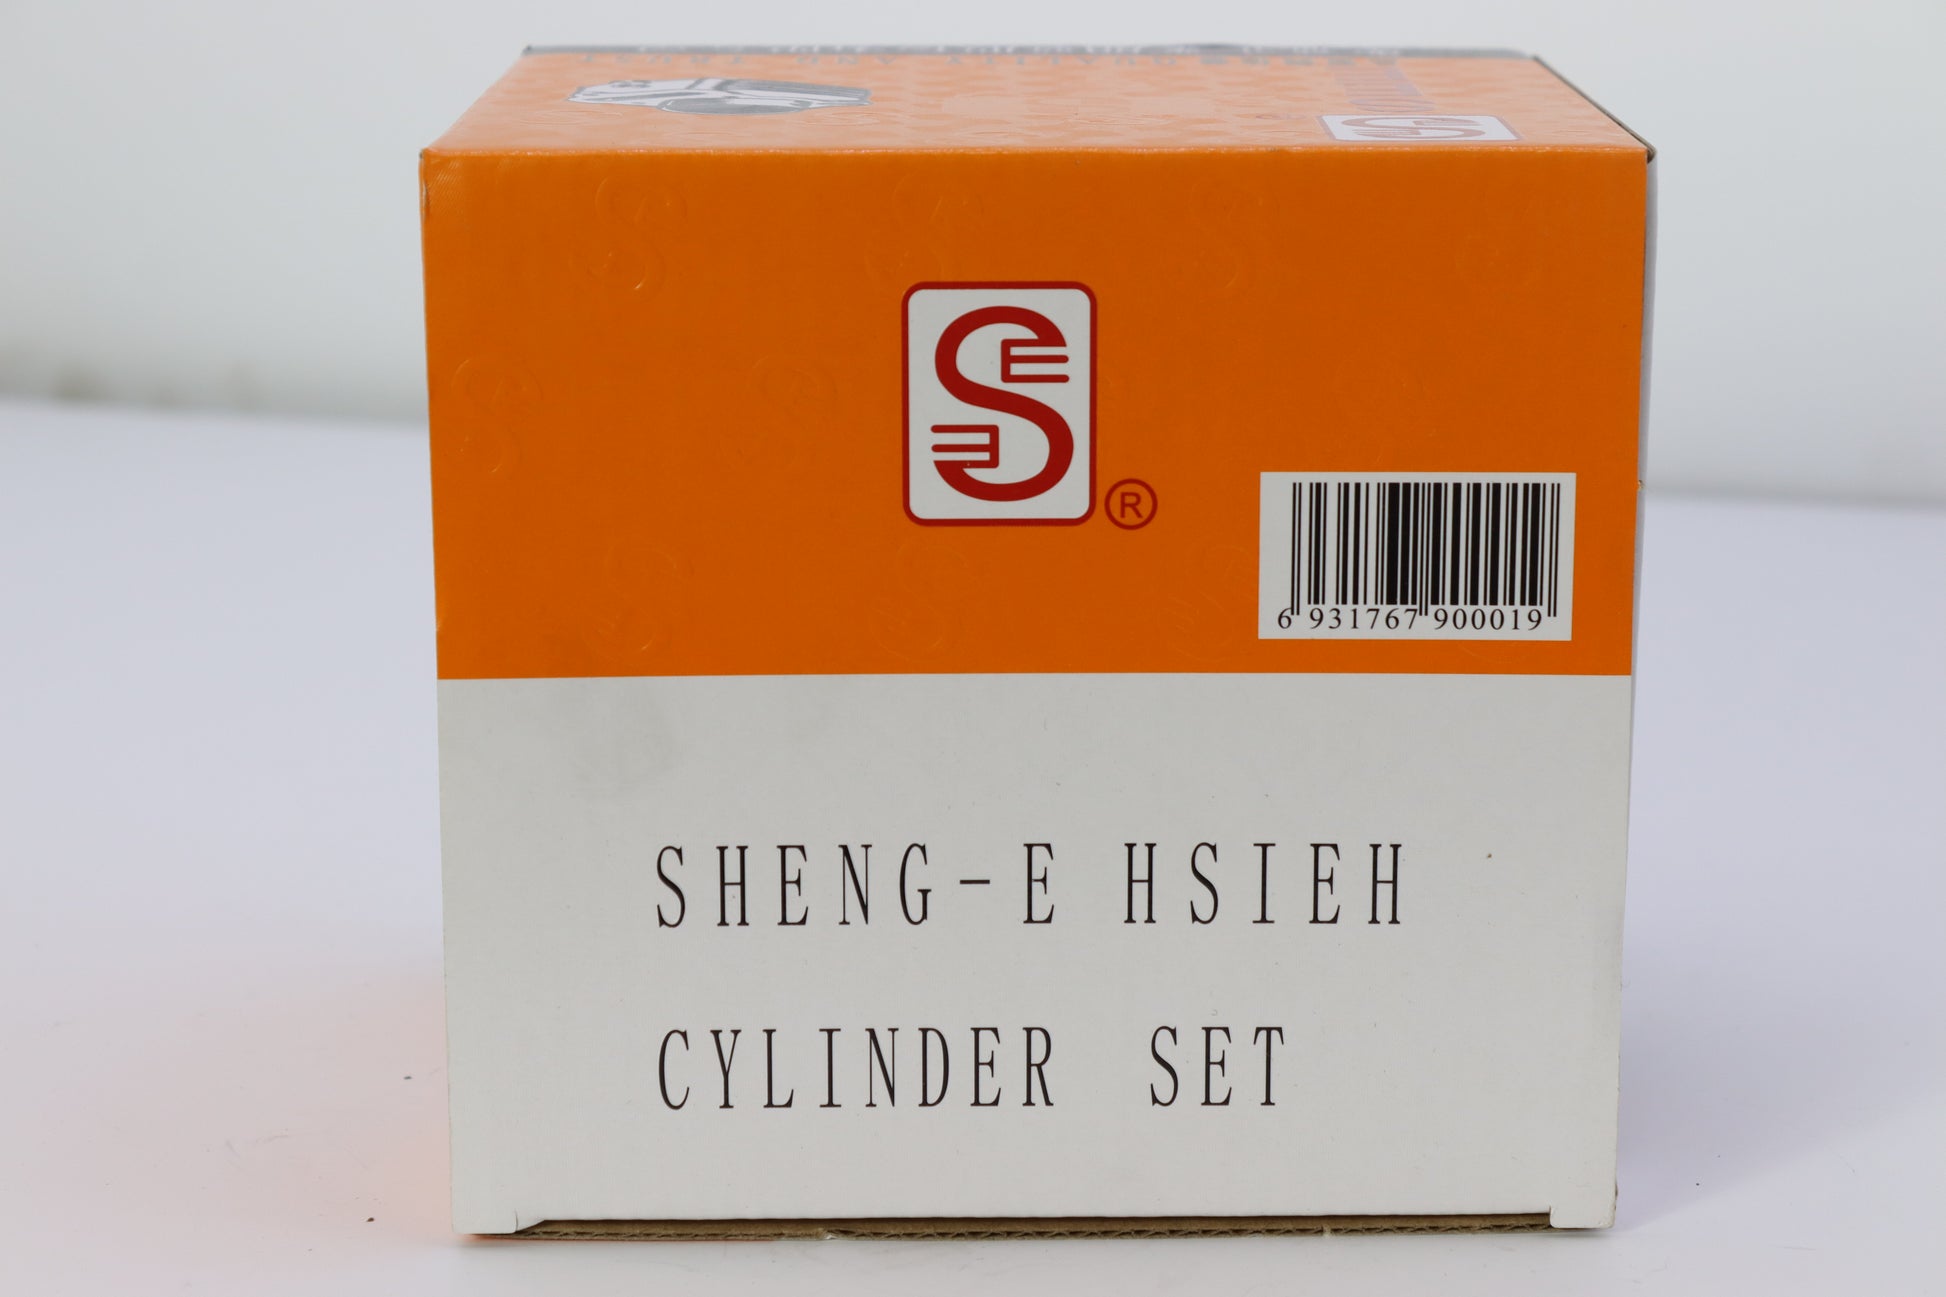 ®
6 931767 900019
SHENG-E HSIEH
CYLINDER SET